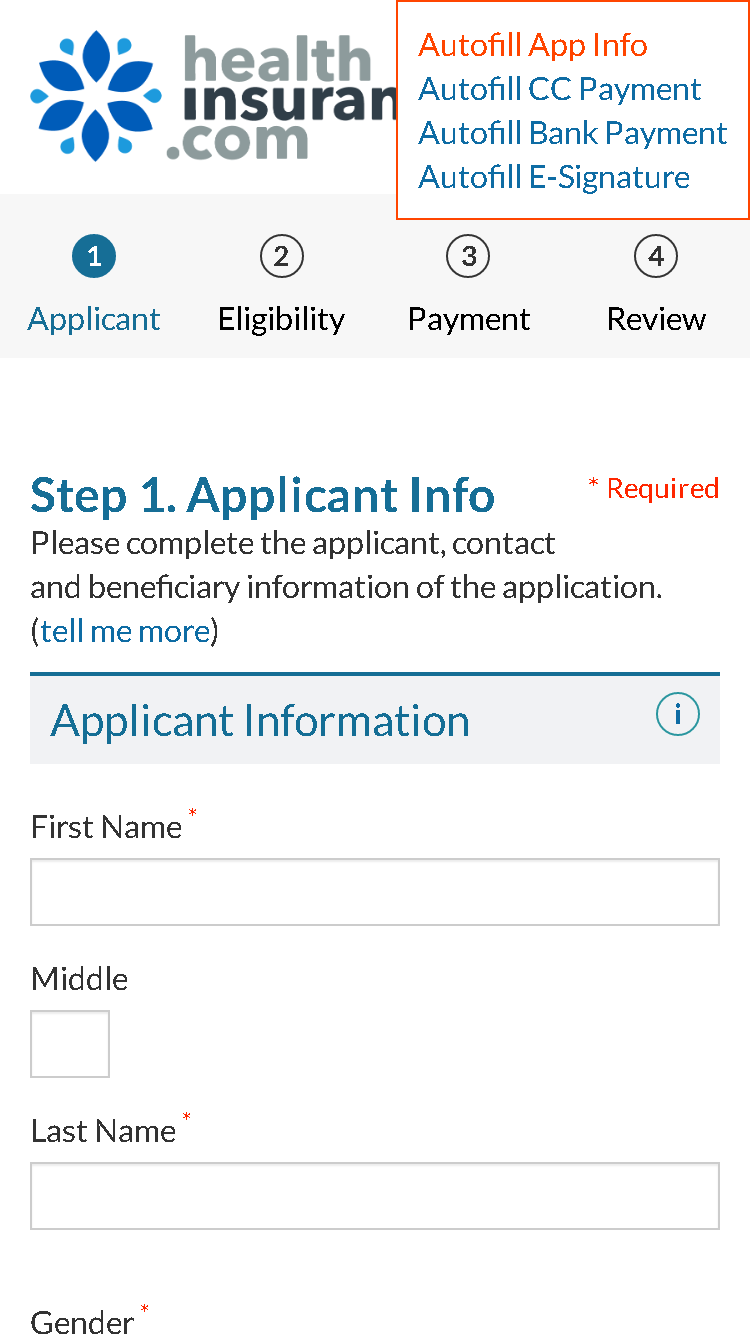 health
insuran
.com
Autofill App Info
Autofill CC Payment
Autofill Bank Payment
Autofill E-Signature
1
2
3
4
Applicant
Eligibility
Payment
Review
Step 1. Applicant Info
* Required
Please complete the applicant, contact
and beneficiary information of the application.
(tell me more)
Applicant Information
i
First Name *
Middle
Last Name *
Gender *